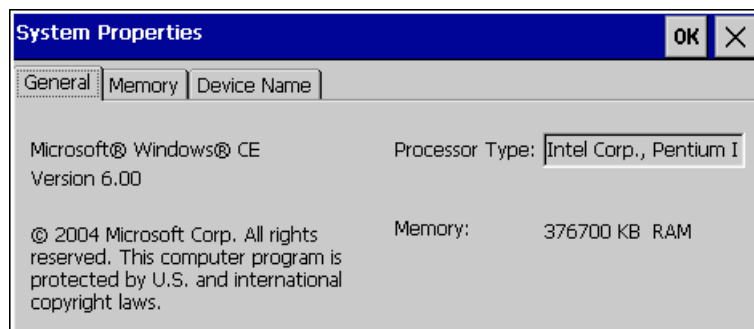 System Properties
OK
General Memory Device Name
Microsoft® Windows® CE
Version 6.00
Processor Type: Intel Corp., Pentium I
Memory: 376700 KB RAM
© 2004 Microsoft Corp. All rights
reserved. This computer program is
protected by U.S. and international
copyright laws.